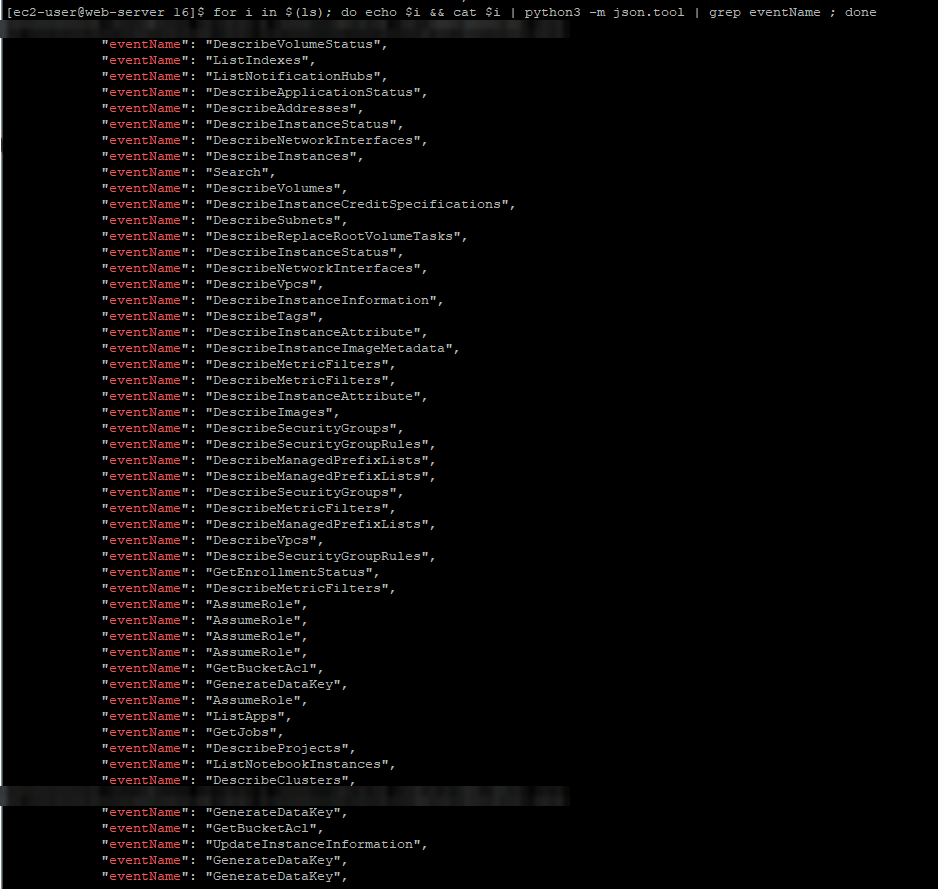 [ec2-user@web-server 16]$ for i in $(ls); do echo $i && cat $i | python3 -m json.tool | grep eventName ; done
"eventName": "DescribeVolumeStatus",
"eventName": "ListIndexes",
"eventName": "ListNotificationHubs",
"eventName": "DescribeApplicationStatus",
"eventName": "DescribeAddresses",
"eventName": "DescribeInstanceStatus",
"eventName": "DescribeNetworkInterfaces",
"eventName": "DescribeInstances",
"eventName": "Search",
"eventName": "DescribeVolumes",
"eventName": "DescribeInstanceCreditSpecifications",
"eventName": "DescribeSubnets",
"eventName": "DescribeReplaceRootVolumeTasks",
"eventName": "DescribeInstanceStatus",
"eventName": "DescribeNetworkInterfaces",
"eventName": "DescribeVpcs",
"eventName": "DescribeInstanceInformation",
"eventName": "DescribeTags",
"eventName": "DescribeInstanceAttribute",
"eventName": "DescribeInstanceImageMetadata",
"eventName": "DescribeMetricFilters",
"eventName": "DescribeMetricFilters",
"eventName": "DescribeInstanceAttribute",
"eventName": "DescribeImages",
"eventName": "DescribeSecurityGroups",
"eventName": "DescribeSecurityGroupRules",
"eventName": "DescribeManagedPrefixLists",
"eventName": "DescribeManagedPrefixLists",
"eventName": "DescribeSecurityGroups",
"eventName": "DescribeMetricFilters",
"eventName": "DescribeManagedPrefixLists",
"eventName": "DescribeVpcs",
"eventName": "DescribeSecurityGroupRules",
"eventName": "GetEnrollmentStatus",
"eventName": "DescribeMetricFilters",
"eventName": "AssumeRole",
"eventName": "AssumeRole",
"eventName": "AssumeRole",
"eventName": "AssumeRole",
"eventName": "GetBucketAcl",
"eventName": "GenerateDataKey",
"eventName": "AssumeRole",
"eventName": "ListApps",
"eventName": "GetJobs",
"eventName": "DescribeProjects",
"eventName": "ListNotebookInstances",
"eventName": "DescribeClusters",
"eventName": "GenerateDataKey",
"eventName": "GetBucketAcl",
"eventName": "UpdateInstanceInformation",
"eventName": "GenerateDataKey",
"eventName": "GenerateDataKey",